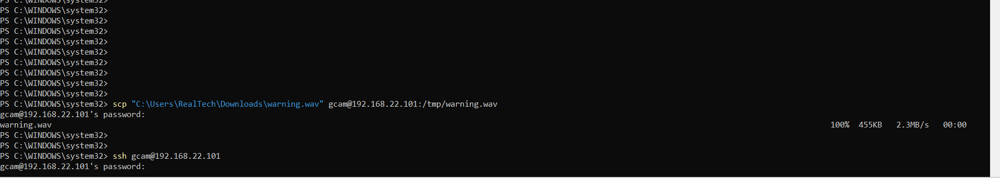 PS C:\WINDOWS\system32>
PS C:\WINDOWS\system32>
PS C:\WINDOWS\system32>
PS C:\WINDOWS\system32>
PS C:\WINDOWS\system32>
PS C:\WINDOWS\system32>
PS C:\WINDOWS\system32>
PS C:\WINDOWS\system32>
PS C:\WINDOWS\system32>
PS C:\WINDOWS\system32>
PS C:\WINDOWS\system32> scp "C:\Users\RealTech\Downloads\warning.wav" gcam@192.168.22.101:/tmp/warning.wav
gcam@192.168.22.101's password:
warning.wav 100% 455KB 2.3MB/s 00:00
PS C:\WINDOWS\system32>
PS C:\WINDOWS\system32>
PS C:\WINDOWS\system32> ssh gcam@192.168.22.101
gcam@192.168.22.101's password: